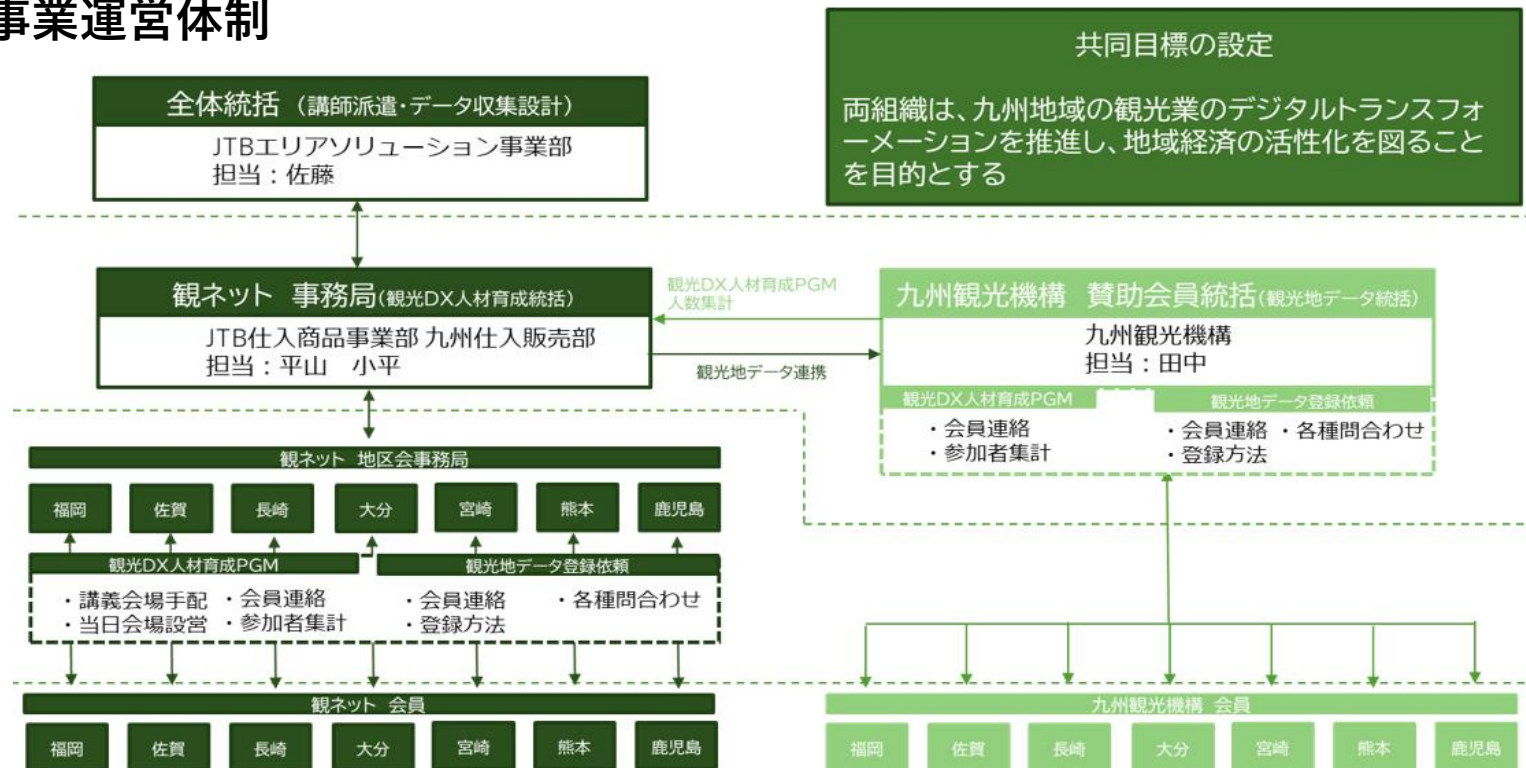 事業運営体制
共同目標の設定
両組織は、九州地域の観光業のデジタルトランスフォ
ーメーションを推進し、地域経済の活性化を図ること
を目的とする
全体統括（講師派遣・データ収集設計）
JTBエリアソリューション事業部
担当：佐藤
観ネット 事務局(観光DX人材育成統括)
JTB仕入商品事業部 九州仕入販売部
担当：平山 小平
観光DX人材育成PGM
人数集計
観光地データ連携
九州観光機構 賛助会員統括(観光地データ統括)
九州観光機構
担当：田中
観光DX人材育成PGM
・会員連絡
・参加者集計
観光地データ登録依頼
・会員連絡 ・各種問合わせ
・登録方法
観ネット 地区会事務局
福岡 佐賀 長崎 大分 宮崎 熊本 鹿児島
観光DX人材育成PGM
・講義会場手配 ・会員連絡
・当日会場設営 ・参加者集計
観光地データ登録依頼
・会員連絡 ・各種問合わせ
・登録方法
観ネット 会員
福岡 佐賀 長崎 大分 宮崎 熊本 鹿児島
九州観光機構 会員
福岡 佐賀 長崎 大分 宮崎 熊本 鹿児島